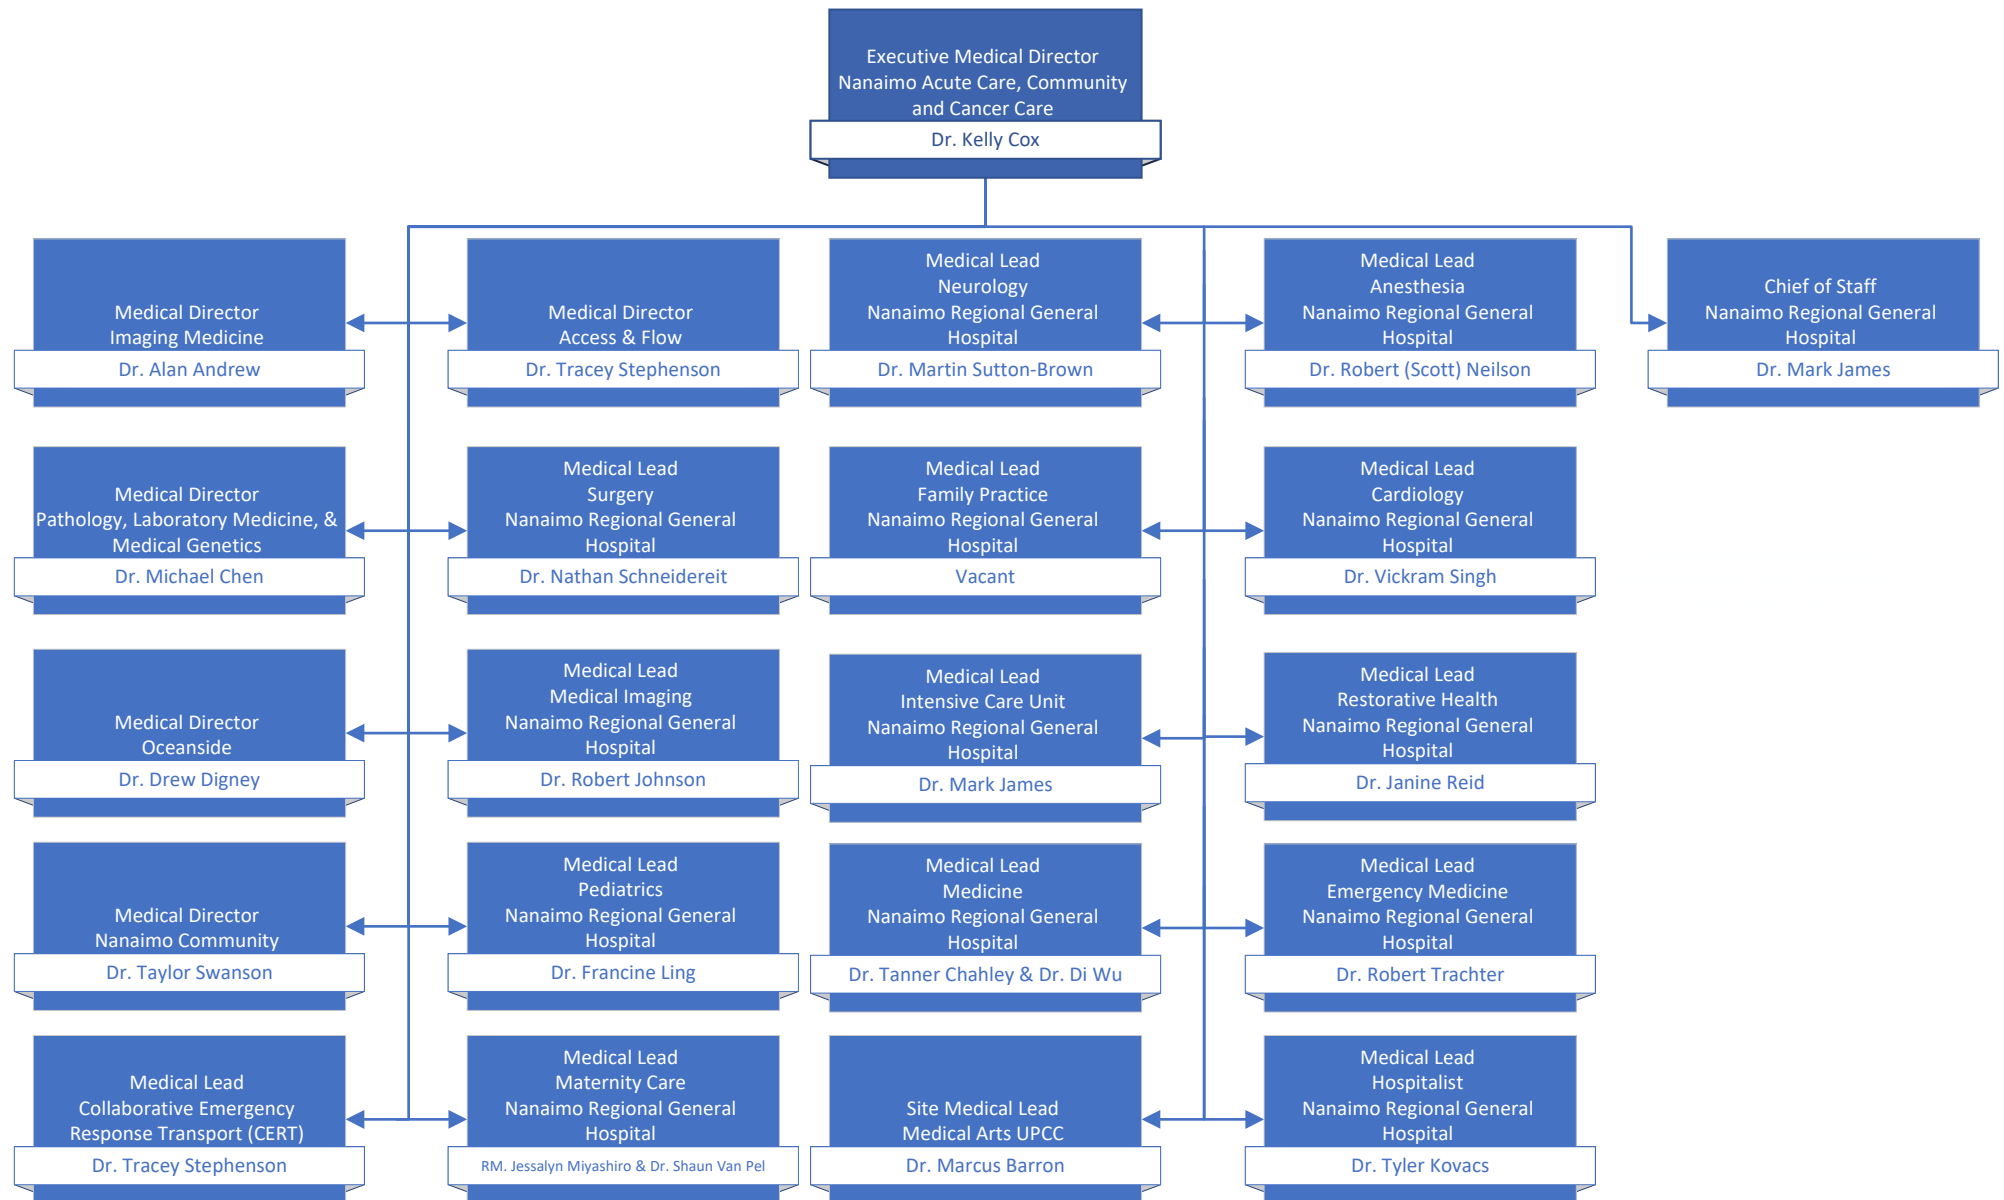 Executive Medical Director
Nanaimo Acute Care, Community
and Cancer Care
Dr. Kelly Cox
Medical Director
Imaging Medicine
Dr. Alan Andrew
Medical Director
Access & Flow
Dr. Tracey Stephenson
Medical Lead
Neurology
Nanaimo Regional General
Hospital
Dr. Martin Sutton-Brown
Medical Lead
Anesthesia
Nanaimo Regional General
Hospital
Dr. Robert (Scott) Neilson
Chief of Staff
Nanaimo Regional General
Hospital
Dr. Mark James
Medical Director
Pathology, Laboratory Medicine, &
Medical Genetics
Dr. Michael Chen
Medical Lead
Surgery
Nanaimo Regional General
Hospital
Dr. Nathan Schneidereit
Medical Lead
Family Practice
Nanaimo Regional General
Hospital
Vacant
Medical Lead
Cardiology
Nanaimo Regional General
Hospital
Dr. Vickram Singh
Medical Director
Oceanside
Dr. Drew Digney
Medical Lead
Medical Imaging
Nanaimo Regional General
Hospital
Dr. Robert Johnson
Medical Lead
Intensive Care Unit
Nanaimo Regional General
Hospital
Dr. Mark James
Medical Lead
Restorative Health
Nanaimo Regional General
Hospital
Dr. Janine Reid
Medical Director
Nanaimo Community
Dr. Taylor Swanson
Medical Lead
Pediatrics
Nanaimo Regional General
Hospital
Dr. Francine Ling
Medical Lead
Medicine
Nanaimo Regional General
Hospital
Dr. Tanner Chahley & Dr. Di Wu
Medical Lead
Emergency Medicine
Nanaimo Regional General
Hospital
Dr. Robert Trachter
Medical Lead
Collaborative Emergency
Response Transport (CERT)
Dr. Tracey Stephenson
Medical Lead
Maternity Care
Nanaimo Regional General
Hospital
RM. Jessalyn Miyashiro & Dr. Shaun Van Pel
Site Medical Lead
Medical Arts UPCC
Dr. Marcus Barron
Medical Lead
Hospitalist
Nanaimo Regional General
Hospital
Dr. Tyler Kovacs